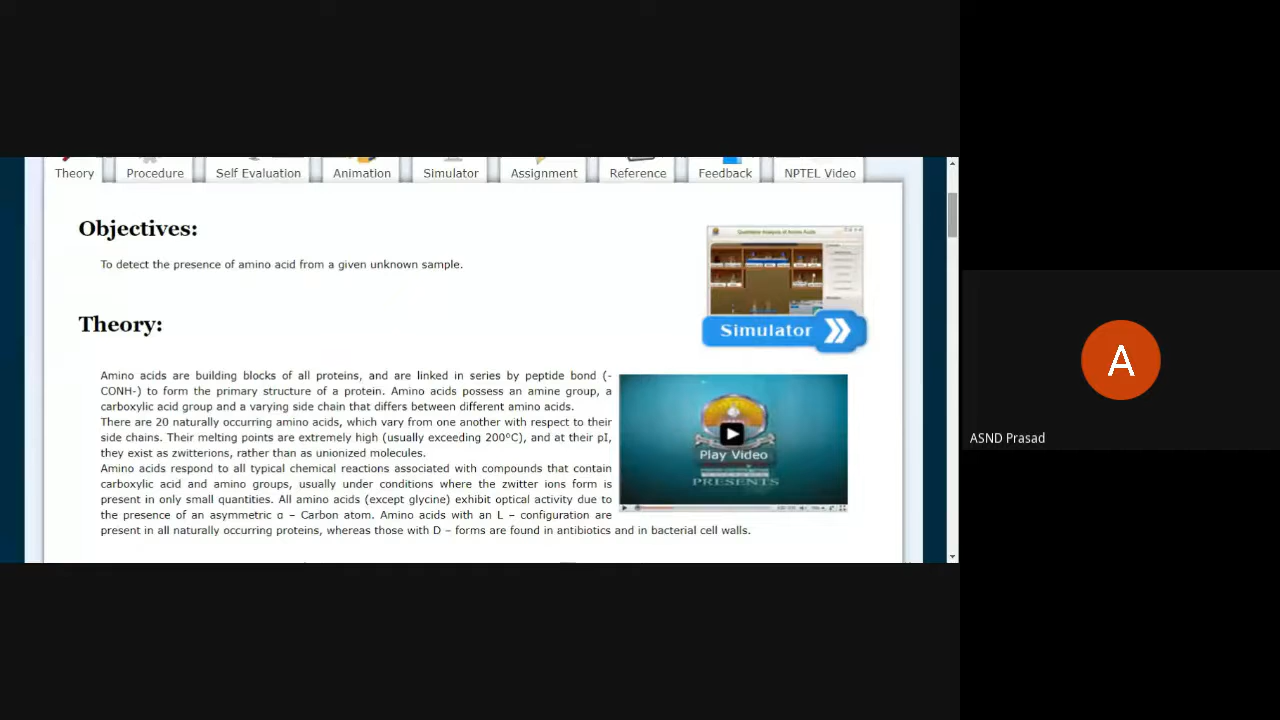 Theory
Procedure
Self Evaluation
Animation
Simulator
Assignment
Reference
Feedback
NPTEL Video
Objectives:
To detect the presence of amino acid from a given unknown sample.
Qualitative Analysis of Amino Acids
Simulator
Theory:
Amino acids are building blocks of all proteins, and are linked in series by peptide bond (-
CONH-) to form the primary structure of a protein. Amino acids possess an amine group, a
carboxylic acid group and a varying side chain that differs between different amino acids.
There are 20 naturally occurring amino acids, which vary from one another with respect to their
side chains. Their melting points are extremely high (usually exceeding 200°C), and at their pI,
they exist as zwitterions, rather than as unionized molecules.
Amino acids respond to all typical chemical reactions associated with compounds that contain
carboxylic acid and amino groups, usually under conditions where the zwitter ions form is
present in only small quantities. All amino acids (except glycine) exhibit optical activity due to
the presence of an asymmetric α – Carbon atom. Amino acids with an L – configuration are
present in all naturally occurring proteins, whereas those with D – forms are found in antibiotics and in bacterial cell walls.
Play Video
PRESENTS
A
ASND Prasad